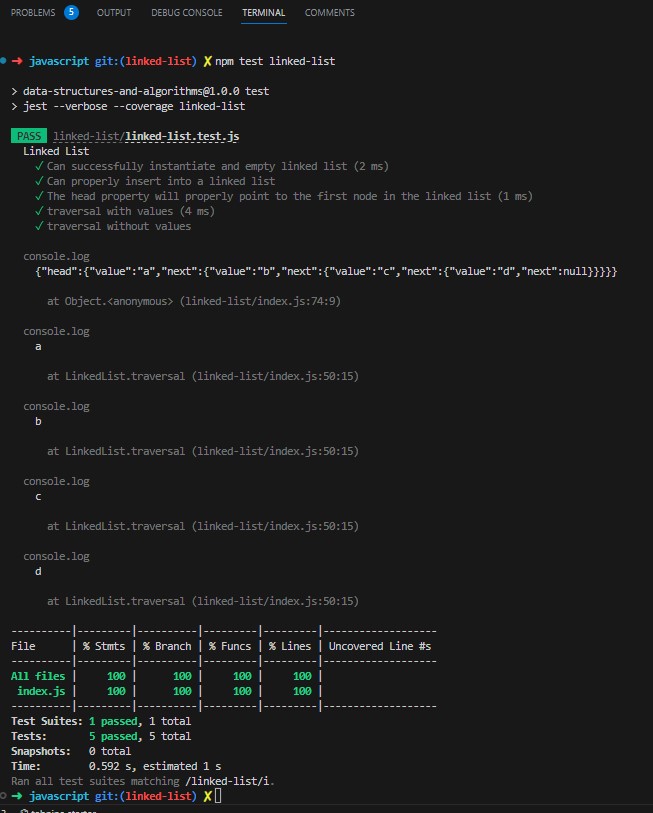 PROBLEMS 5 OUTPUT DEBUG CONSOLE TERMINAL COMMENTS
➜ javascript git:(linked-list) ✗ npm test linked-list
> data-structures-and-algorithms@1.0.0 test
> jest --verbose --coverage linked-list
PASS linked-list/linked-list.test.js
Linked List
✓ Can successfully instantiate and empty linked list (2 ms)
✓ Can properly insert into a linked list
✓ The head property will properly point to the first node in the linked list (1 ms)
✓ traversal with values (4 ms)
✓ traversal without values
console.log
{"head":{"value":"a","next":{"value":"b","next":{"value":"c","next":{"value":"d","next":null}}}}}
at Object.<anonymous> (linked-list/index.js:74:9)
console.log
a
at LinkedList.traversal (linked-list/index.js:50:15)
console.log
b
at LinkedList.traversal (linked-list/index.js:50:15)
console.log
c
at LinkedList.traversal (linked-list/index.js:50:15)
console.log
d
at LinkedList.traversal (linked-list/index.js:50:15)
----------|---------|----------|---------|---------|-------------------
File | % Stmts | % Branch | % Funcs | % Lines | Uncovered Line #s
----------|---------|----------|---------|---------|-------------------
All files | 100 | 100 | 100 | 100 |
index.js | 100 | 100 | 100 | 100 |
----------|---------|----------|---------|---------|-------------------
Test Suites: 1 passed, 1 total
Tests: 5 passed, 5 total
Snapshots: 0 total
Time: 0.592 s, estimated 1 s
Ran all test suites matching /linked-list/i.
➜ javascript git:(linked-list) ✗